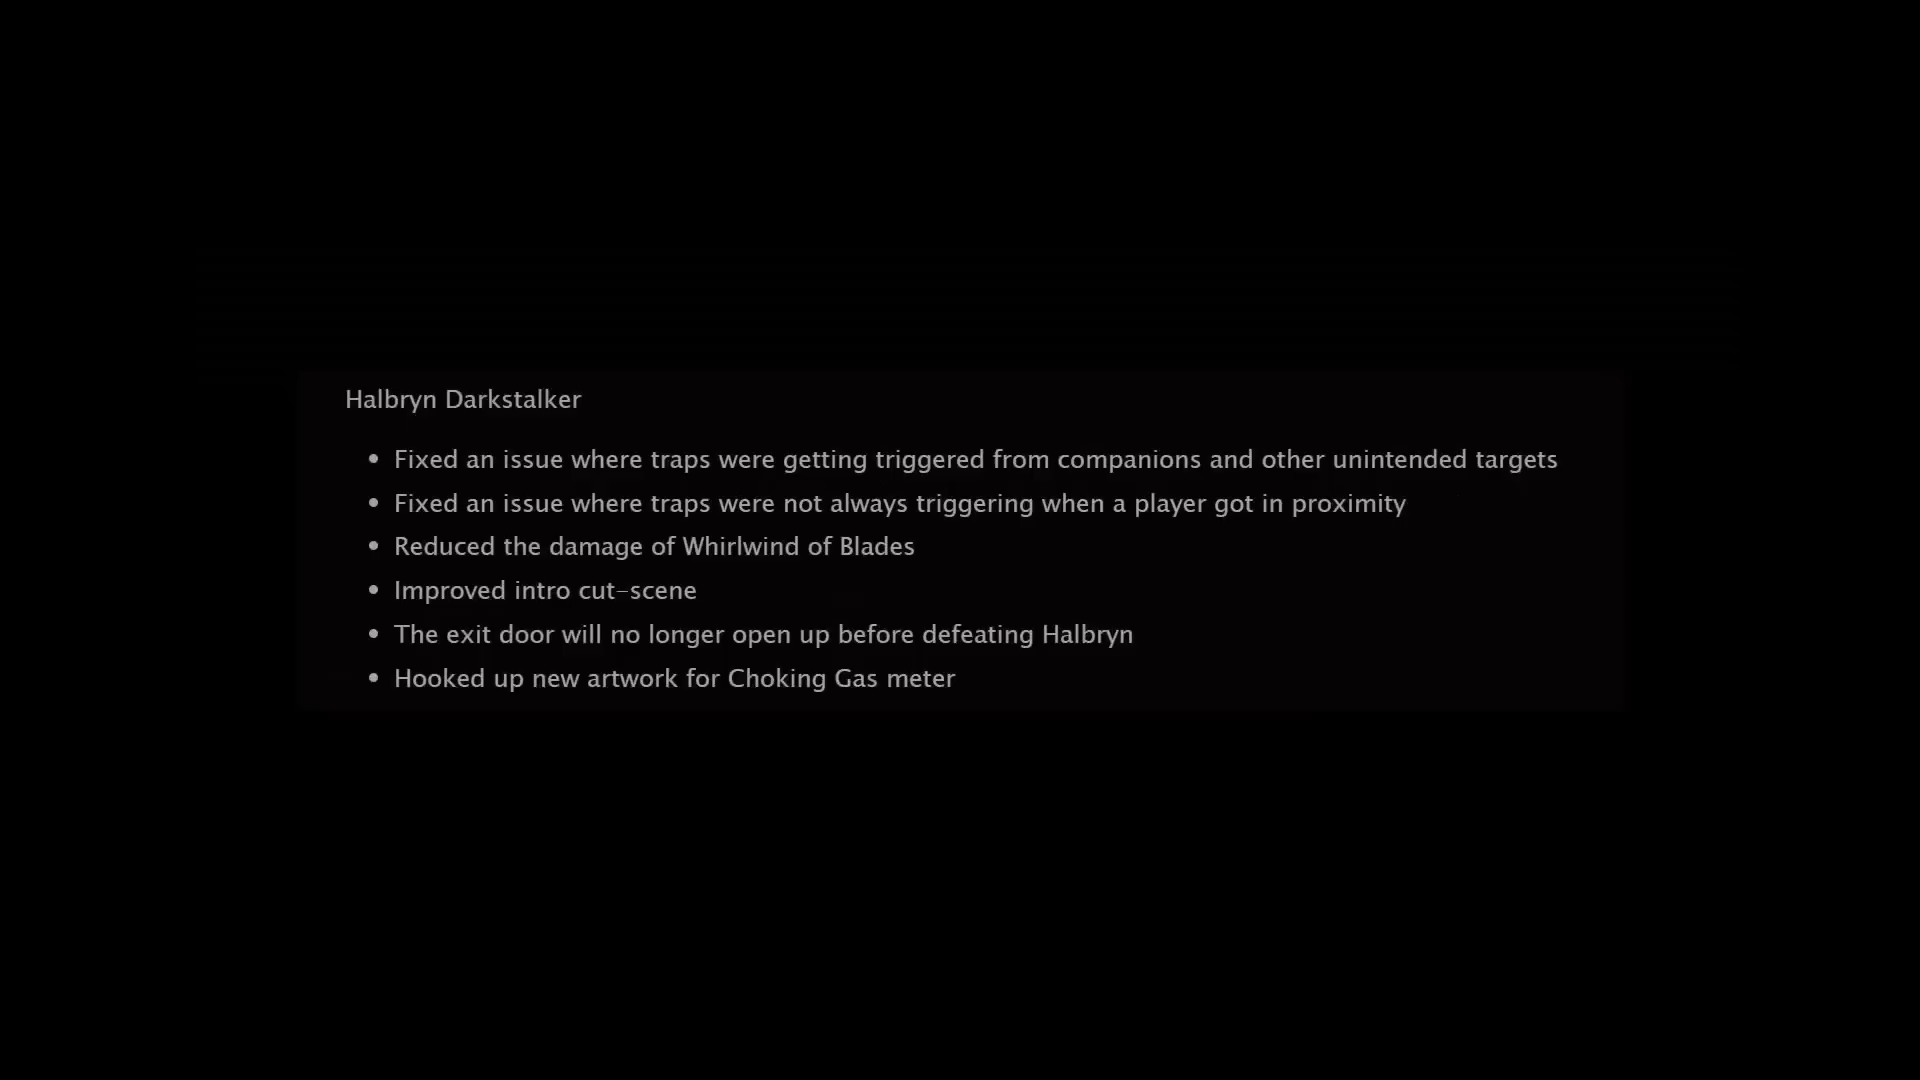 Halbryn Darkstalker
• Fixed an issue where traps were getting triggered from companions and other unintended targets
• Fixed an issue where traps were not always triggering when a player got in proximity
• Reduced the damage of Whirlwind of Blades
• Improved intro cut-scene
• The exit door will no longer open up before defeating Halbryn
• Hooked up new artwork for Choking Gas meter